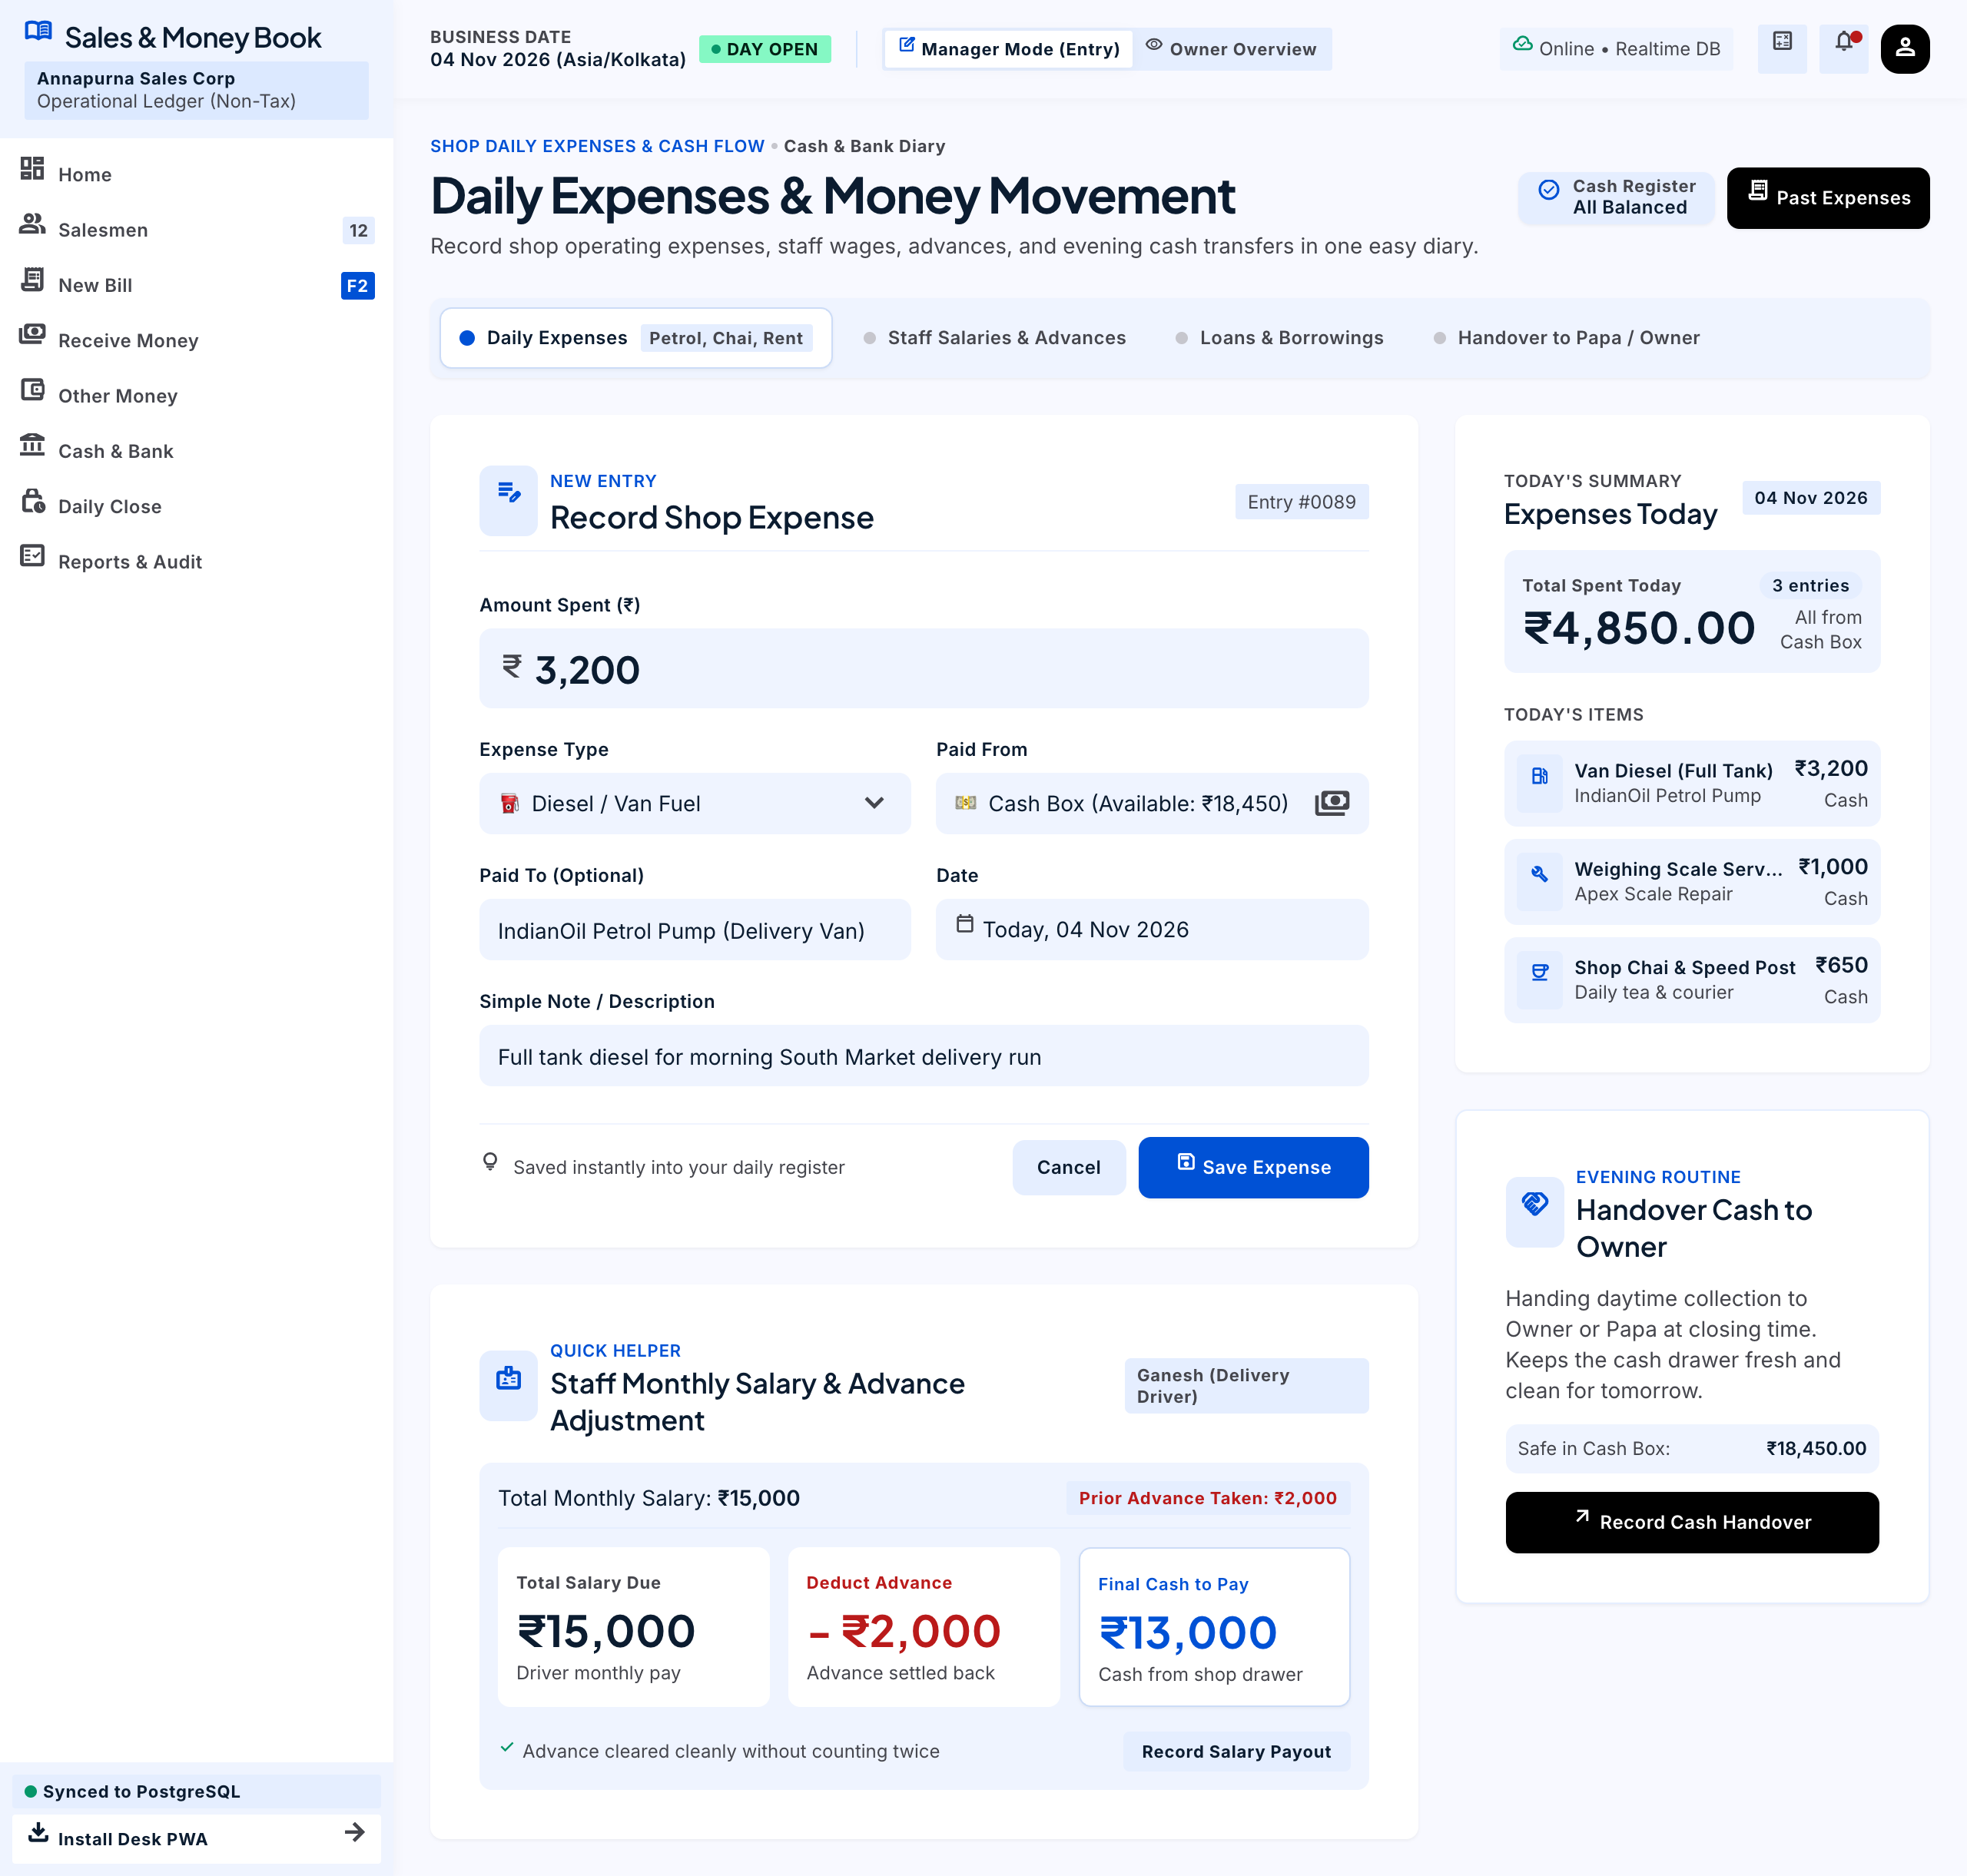 Sales & Money Book
Annapurna Sales Corp
Operational Ledger (Non-Tax)
Home
Salesmen
12
New Bill
F2
Receive Money
Other Money
Cash & Bank
Daily Close
Reports & Audit
Synced to PostgreSQL
Install Desk PWA
BUSINESS DATE
04 Nov 2026 (Asia/Kolkata)
DAY OPEN
Manager Mode (Entry)
Owner Overview
Online • Realtime DB
SHOP DAILY EXPENSES & CASH FLOW • Cash & Bank Diary
Daily Expenses & Money Movement
Record shop operating expenses, staff wages, advances, and evening cash transfers in one easy diary.
Cash Register
All Balanced
Past Expenses
Daily Expenses
Petrol, Chai, Rent
Staff Salaries & Advances
Loans & Borrowings
Handover to Papa / Owner
NEW ENTRY
Record Shop Expense
Entry #0089
Amount Spent (₹)
₹ 3,200
Expense Type
Diesel / Van Fuel
Paid From
Cash Box (Available: ₹18,450)
Paid To (Optional)
IndianOil Petrol Pump (Delivery Van)
Date
Today, 04 Nov 2026
Simple Note / Description
Full tank diesel for morning South Market delivery run
Saved instantly into your daily register
Cancel
Save Expense
QUICK HELPER
Staff Monthly Salary & Advance
Adjustment
Ganesh (Delivery
Driver)
Total Monthly Salary: ₹15,000
Prior Advance Taken: ₹2,000
Total Salary Due
₹15,000
Driver monthly pay
Deduct Advance
- ₹2,000
Advance settled back
Final Cash to Pay
₹13,000
Cash from shop drawer
Advance cleared cleanly without counting twice
Record Salary Payout
TODAY'S SUMMARY
Expenses Today
04 Nov 2026
Total Spent Today
3 entries
₹4,850.00
All from
Cash Box
TODAY'S ITEMS
Van Diesel (Full Tank)
₹3,200
IndianOil Petrol Pump
Cash
Weighing Scale Serv...
₹1,000
Apex Scale Repair
Cash
Shop Chai & Speed Post
₹650
Daily tea & courier
Cash
EVENING ROUTINE
Handover Cash to
Owner
Handing daytime collection to
Owner or Papa at closing time.
Keeps the cash drawer fresh and
clean for tomorrow.
Safe in Cash Box:
₹18,450.00
Record Cash Handover